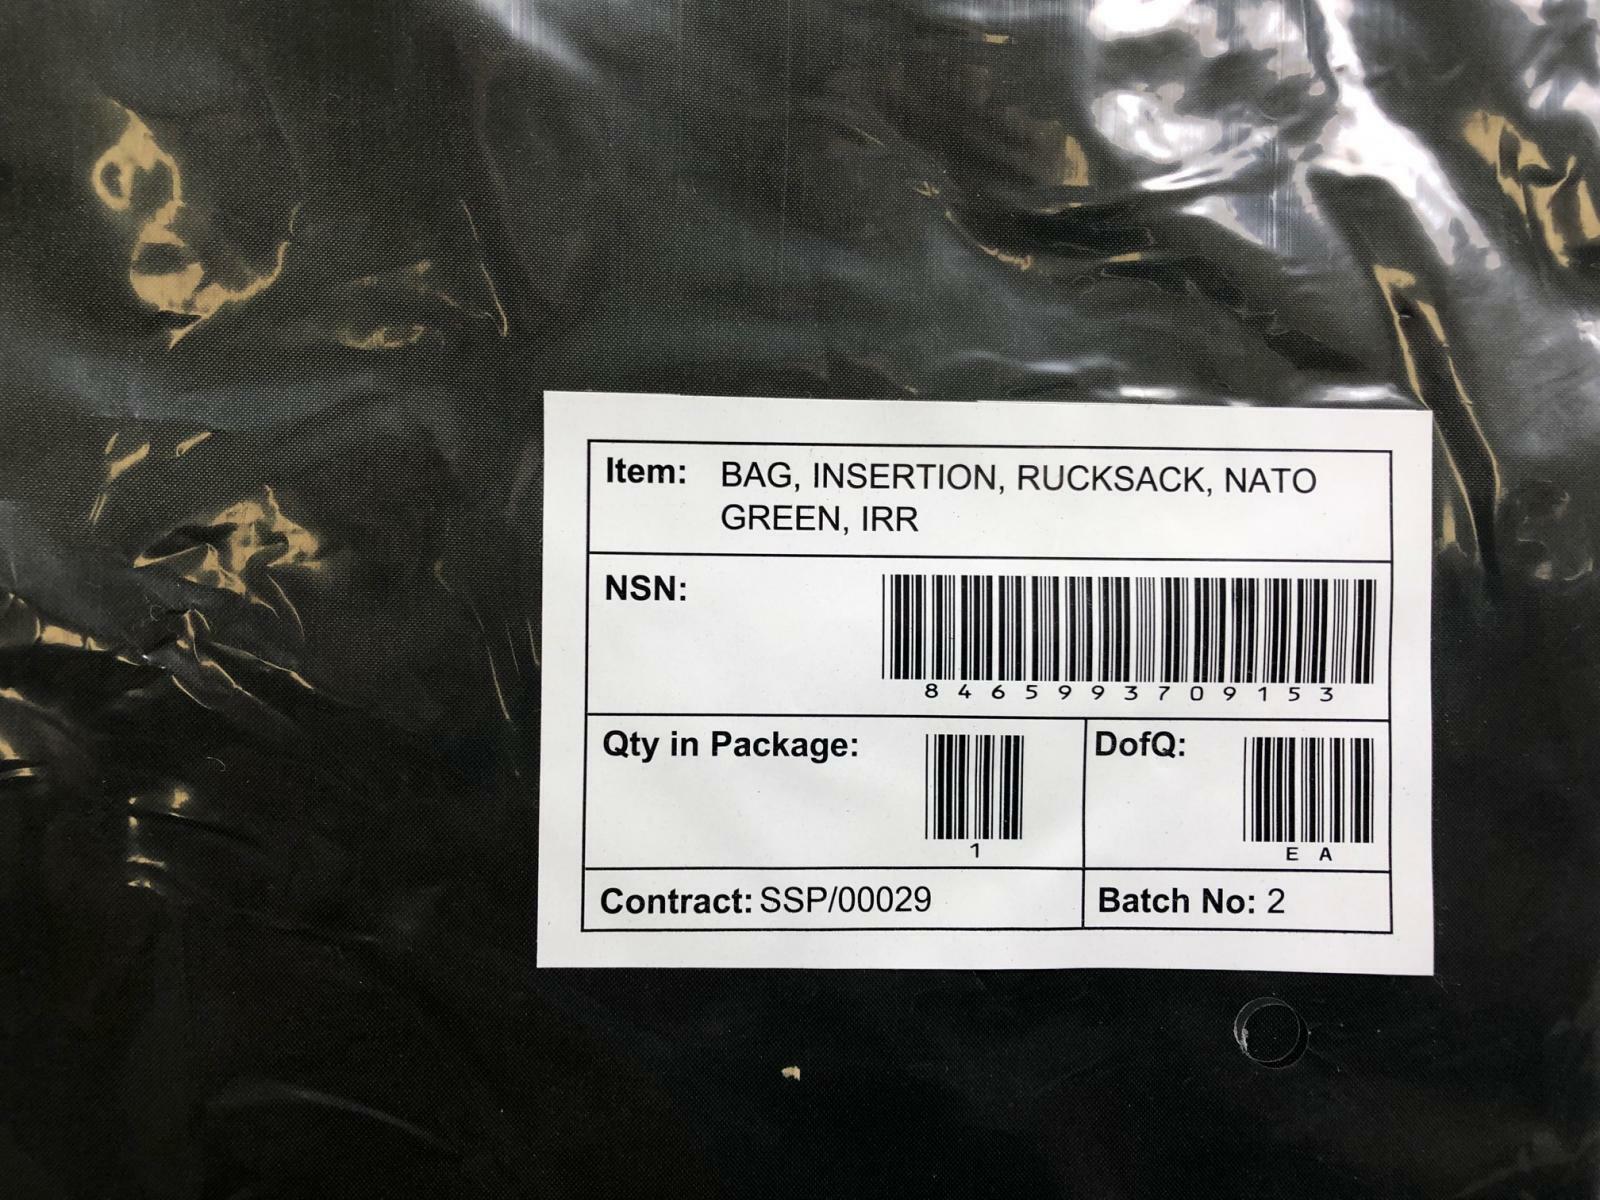 Item: BAG, INSERTION, RUCKSACK, NATO
GREEN, IRR
NSN:
8465993709153
Qty in Package:
1
DofQ:
EA
Contract: SSP/00029
Batch No: 2